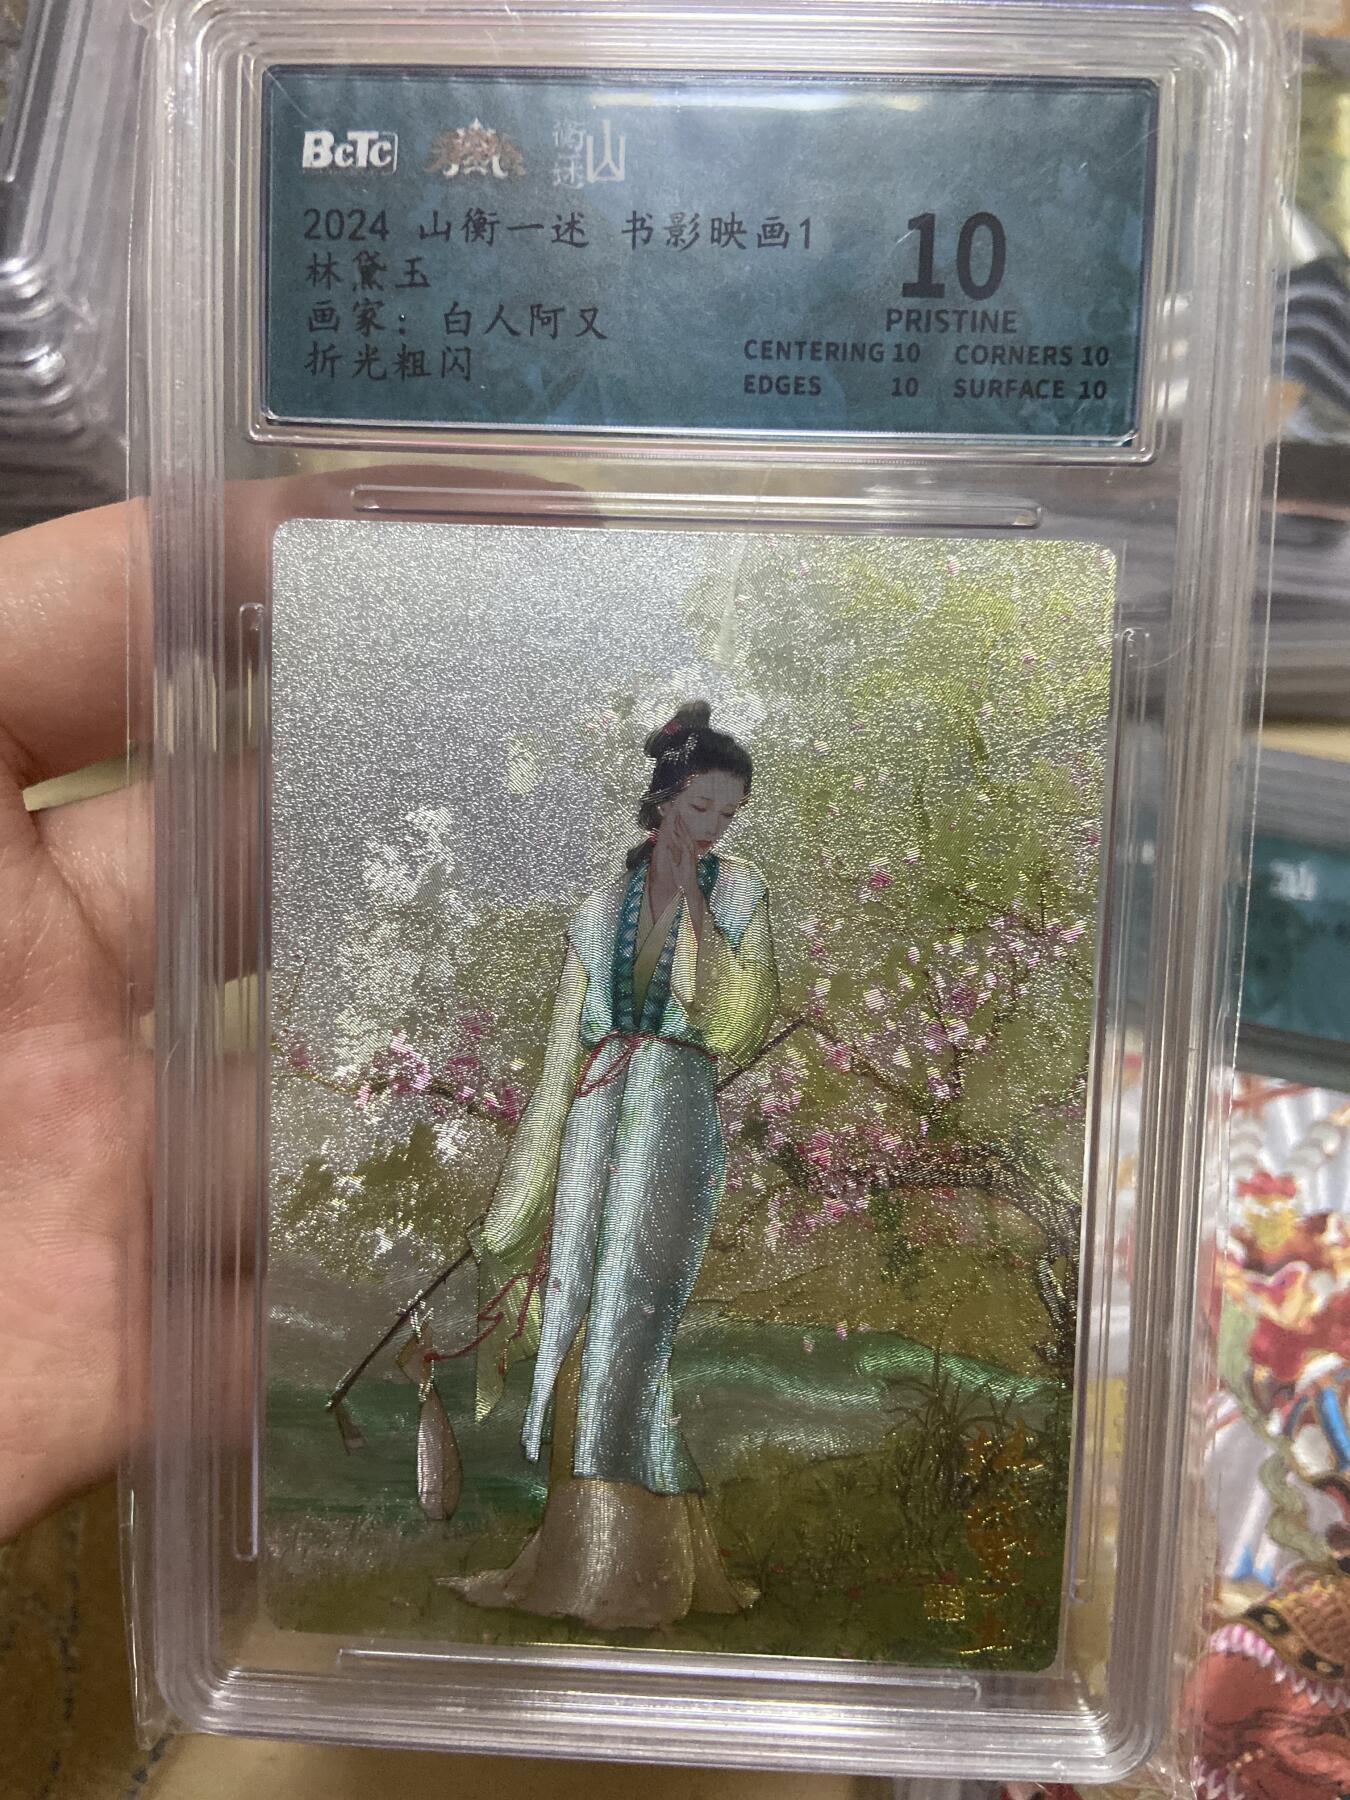 BCTC 山衡一述
2024 山衡一述 书影映画1
林黛玉
画家：白人阿又
折光粗闪
10
PRISTINE
CENTERING 10 CORNERS 10
EDGES 10 SURFACE 10